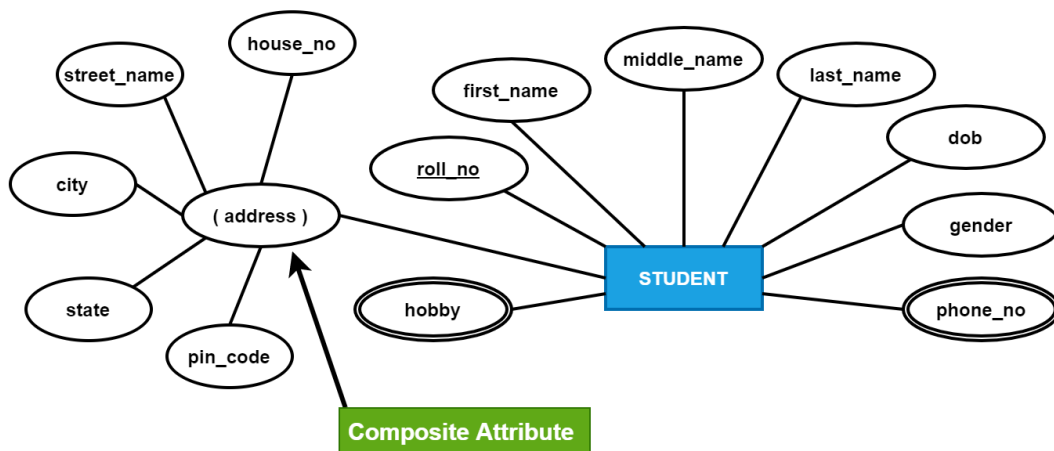 house_no
street_name
middle_name
last_name
first_name
dob
roll_no
city
( address )
gender
STUDENT
state
hobby
phone_no
pin_code
Composite Attribute